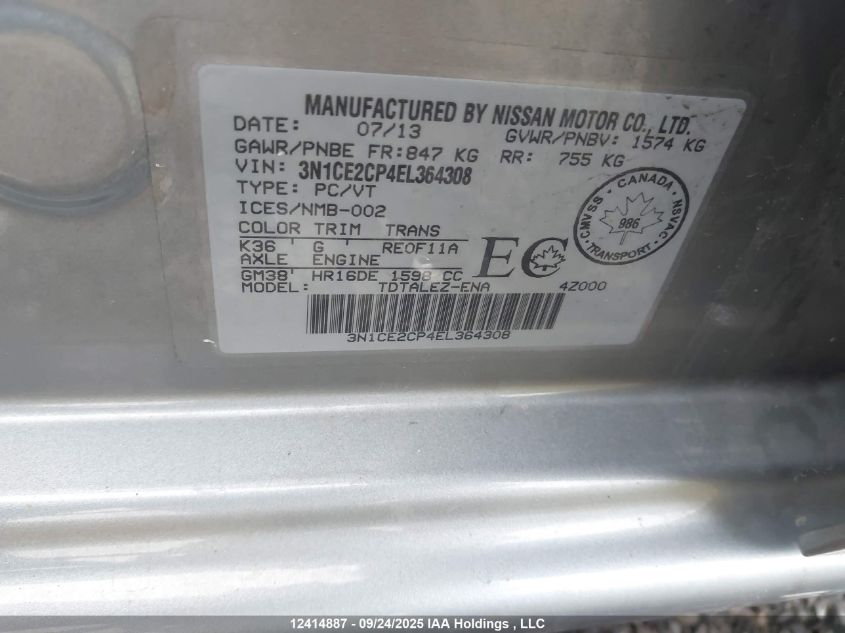 MANUFACTURED BY NISSAN MOTOR CO., LTD.
DATE: 07/13 GVWR/PNBV: 1574 KG
GAWR/PNBE FR:847 KG RR: 755 KG
VIN: 3N1CE2CP4EL364308
TYPE: PC/VT
ICES/NMB-002
COLOR TRIM TRANS
K36 G RE0F11A
AXLE ENGINE
GM38 HR16DE 1598 CC
MODEL: TDTALEZ-ENA 4Z000
3N1CE2CP4EL364308
EC
CANADA
CMVSS NSVAC
986
TRANSPORT
12414887 - 09/24/2025 IAA Holdings , LLC